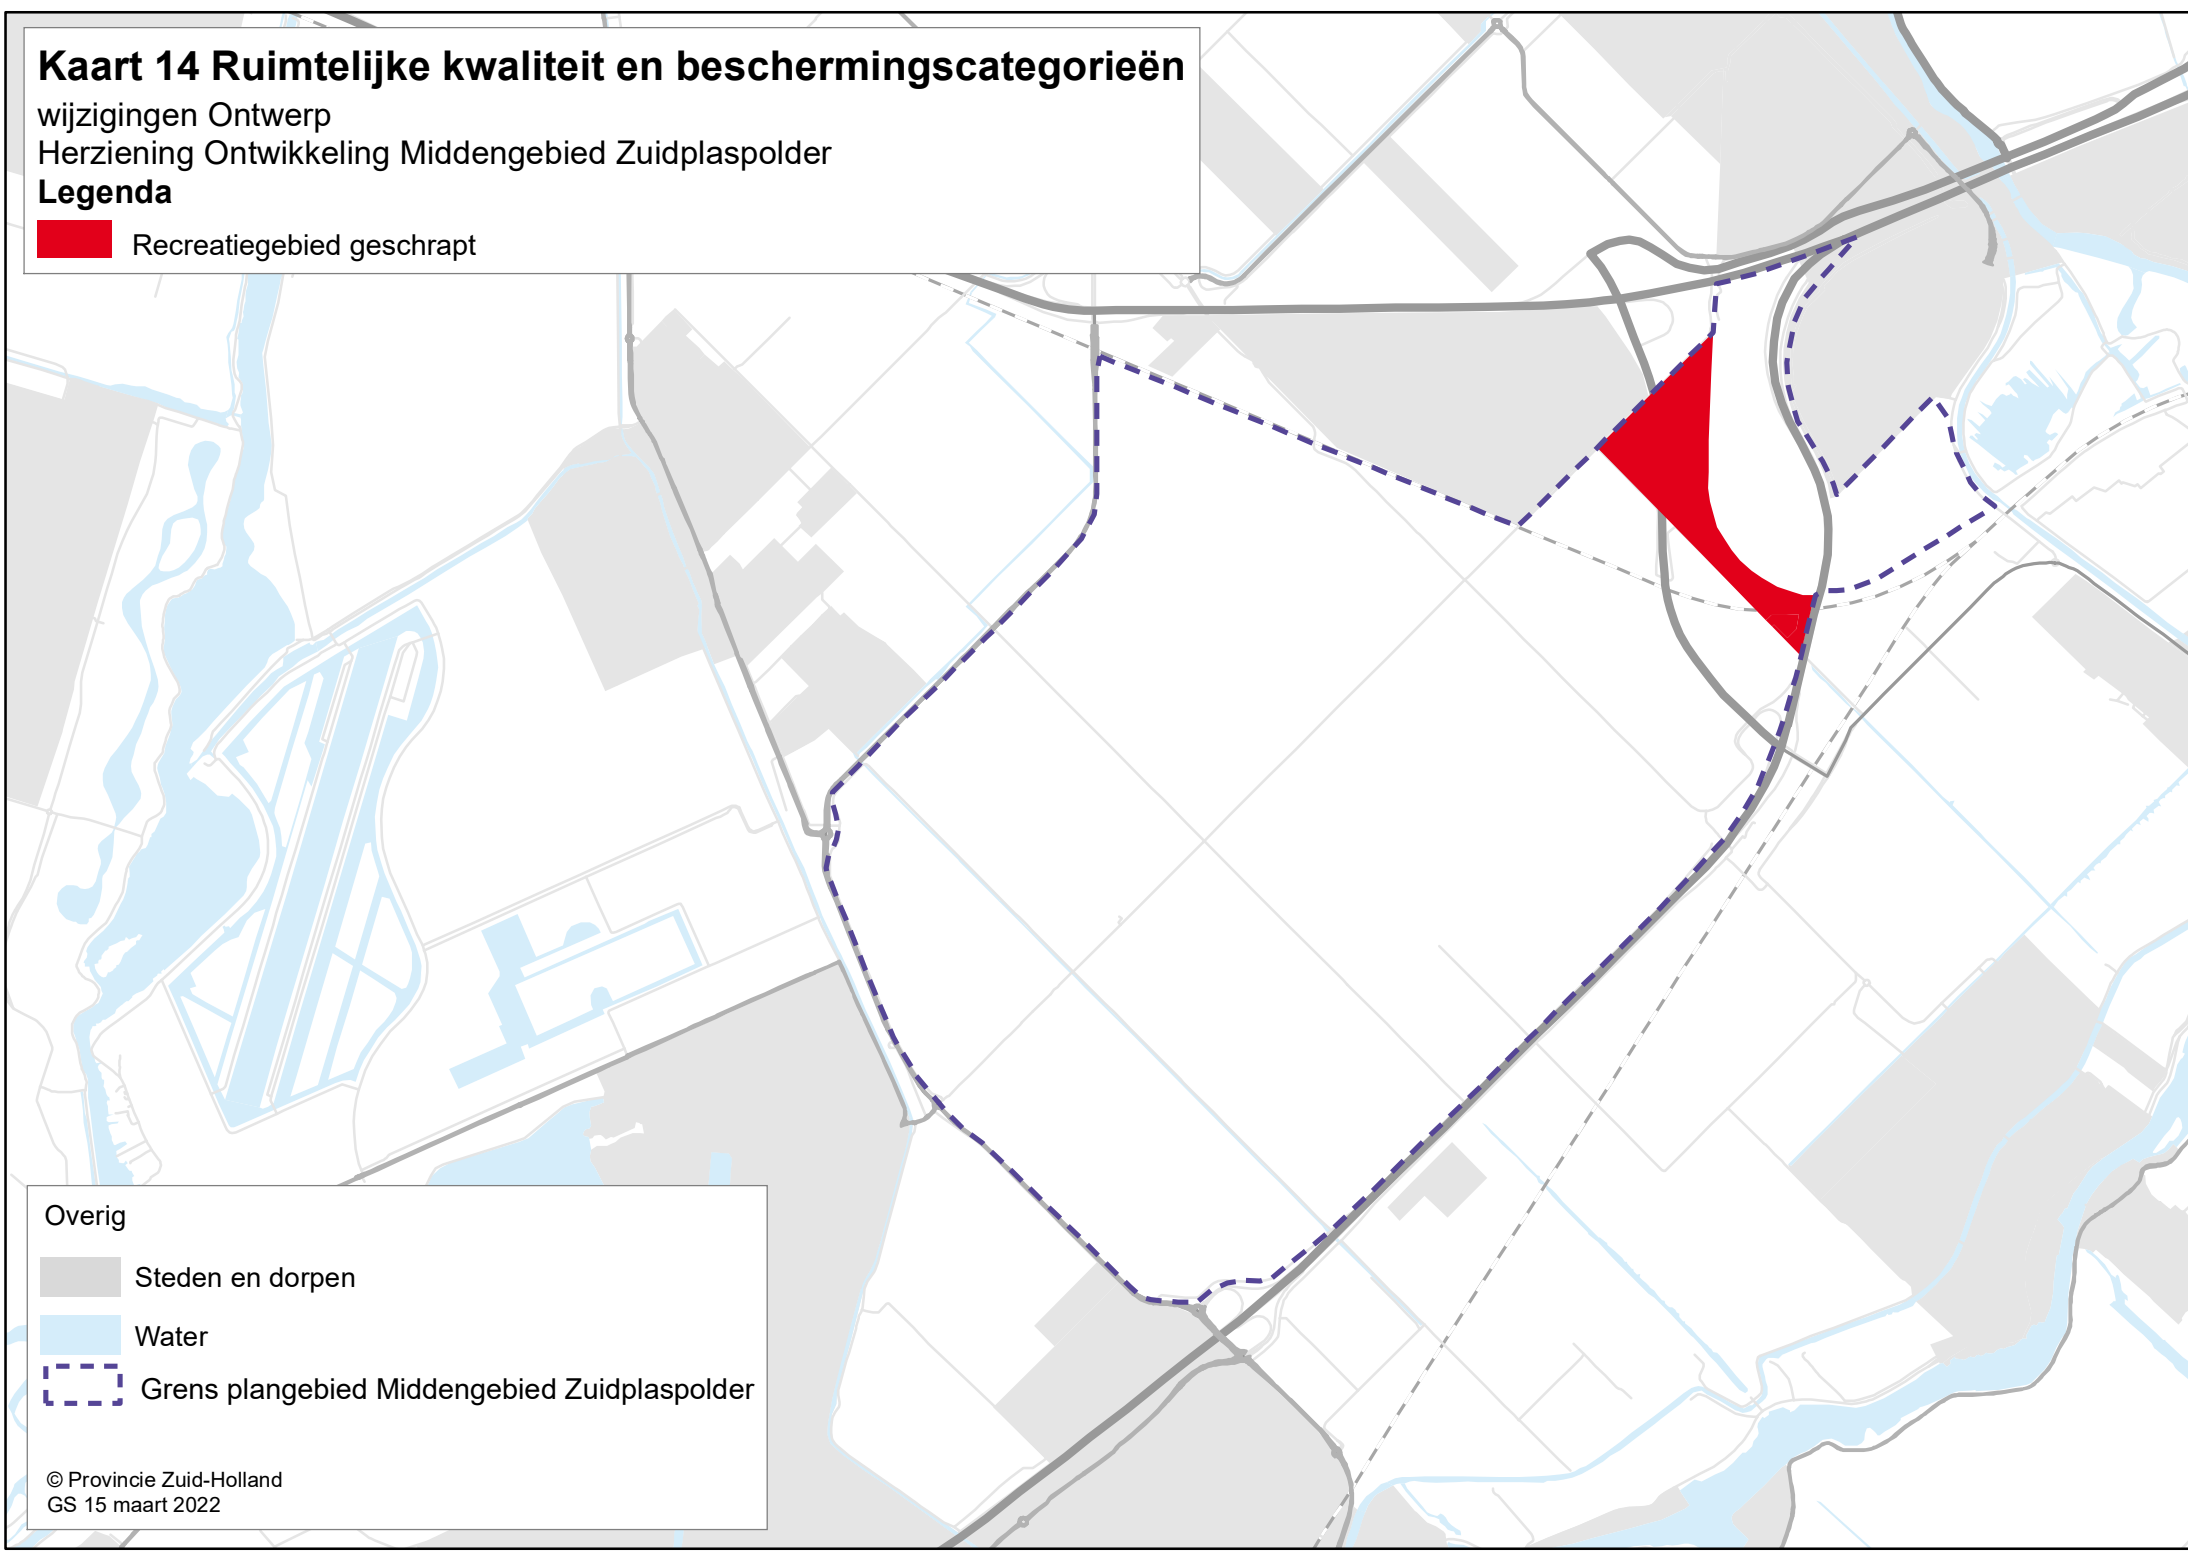 Kaart 14 Ruimtelijke kwaliteit en beschermingscategorieën
wijzigingen Ontwerp
Herziening Ontwikkeling Middengebied Zuidplaspolder
Legenda
Recreatiegebied geschrapt
Overig
Steden en dorpen
Water
Grens plangebied Middengebied Zuidplaspolder
© Provincie Zuid-Holland
GS 15 maart 2022